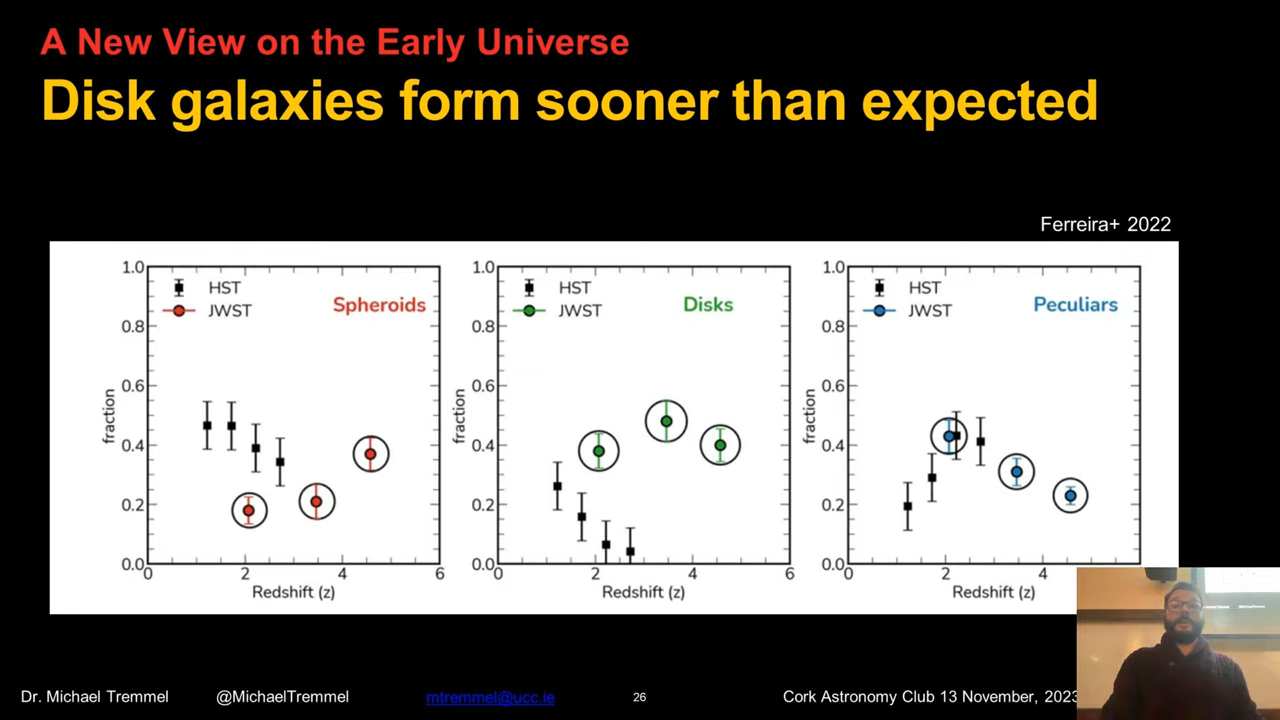 A New View on the Early Universe
Disk galaxies form sooner than expected
Ferreira+ 2022
1.0
0.8
0.6
0.4
0.2
0.0
fraction
HST
JWST
Spheroids
0 2 4 6
Redshift (z)
1.0
0.8
0.6
0.4
0.2
0.0
fraction
HST
JWST
Disks
0 2 4 6
Redshift (z)
1.0
0.8
0.6
0.4
0.2
0.0
fraction
HST
JWST
Peculiars
0 2 4
Redshift (z)
Dr. Michael Tremmel @MichaelTremmel mtremmel@ucc.ie 26 Cork Astronomy Club 13 November, 2023